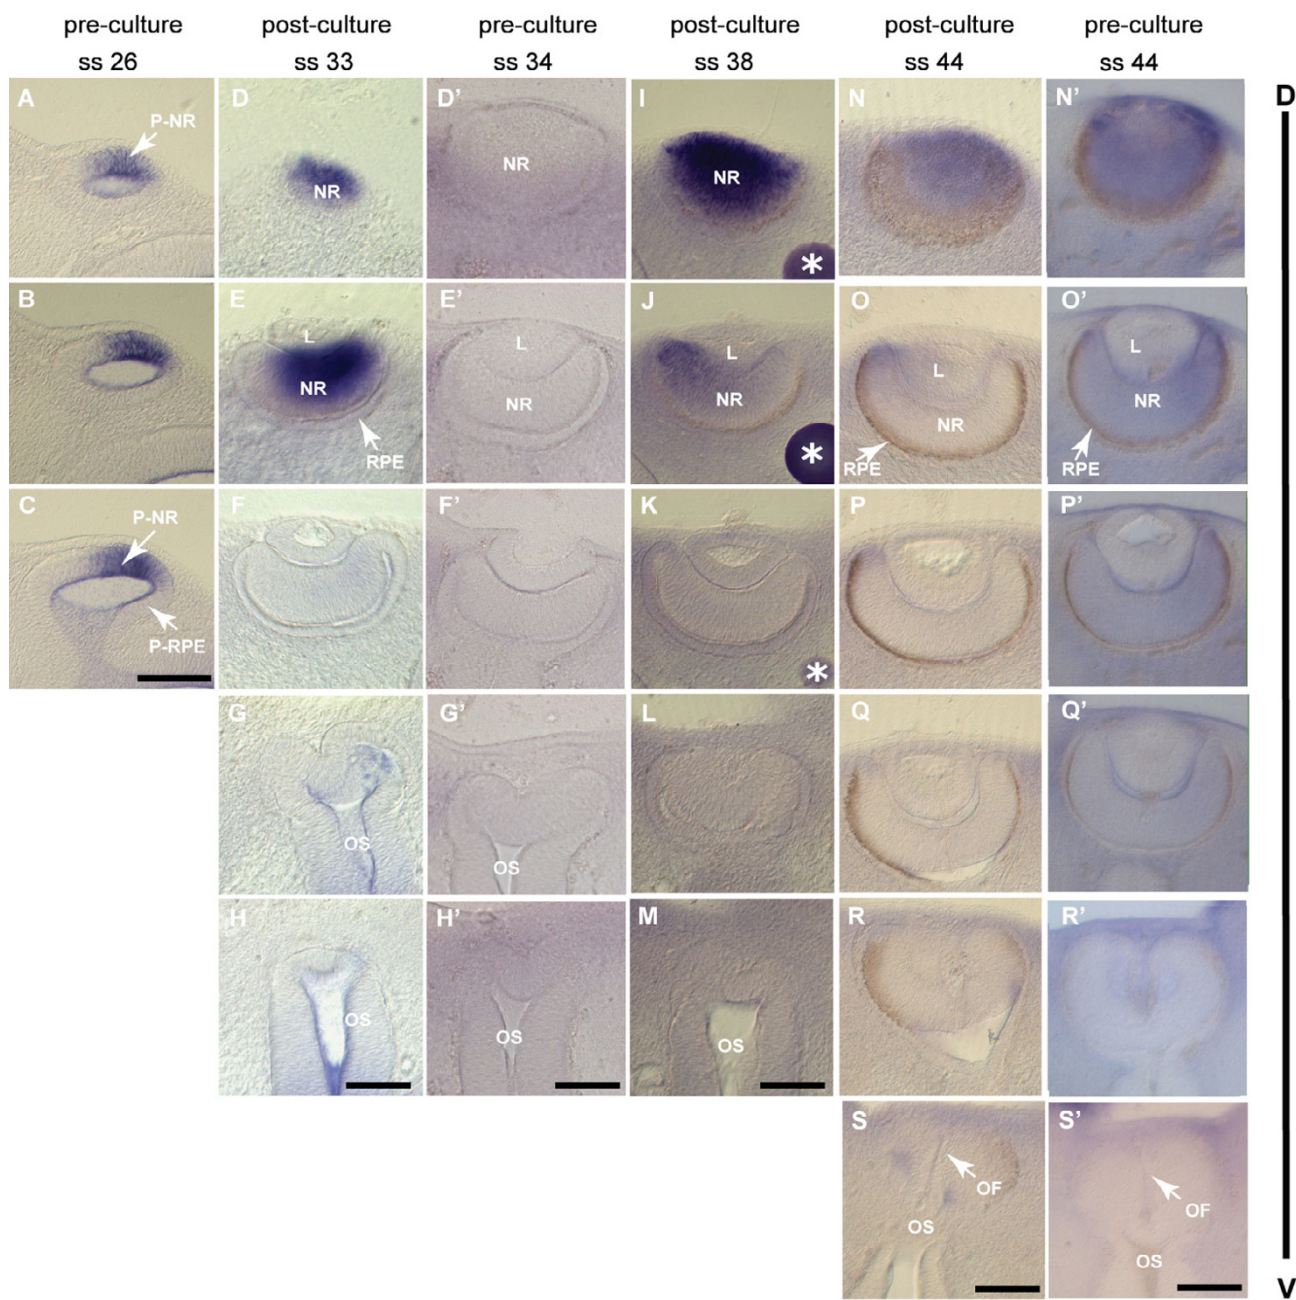 pre-culture post-culture pre-culture post-culture post-culture pre-culture
ss 26 ss 33 ss 34 ss 38 ss 44 ss 44
D
A P-NR
D NR
D' NR
I NR *
N
N'
B
E L NR RPE
E' L NR
J L NR *
O L NR RPE
O' L NR RPE
C P-NR P-RPE
F
F'
K *
P
P'
G OS
G' OS
L
Q
Q'
H OS
H' OS
M OS
R
R'
S OF OS
S' OF OS
V